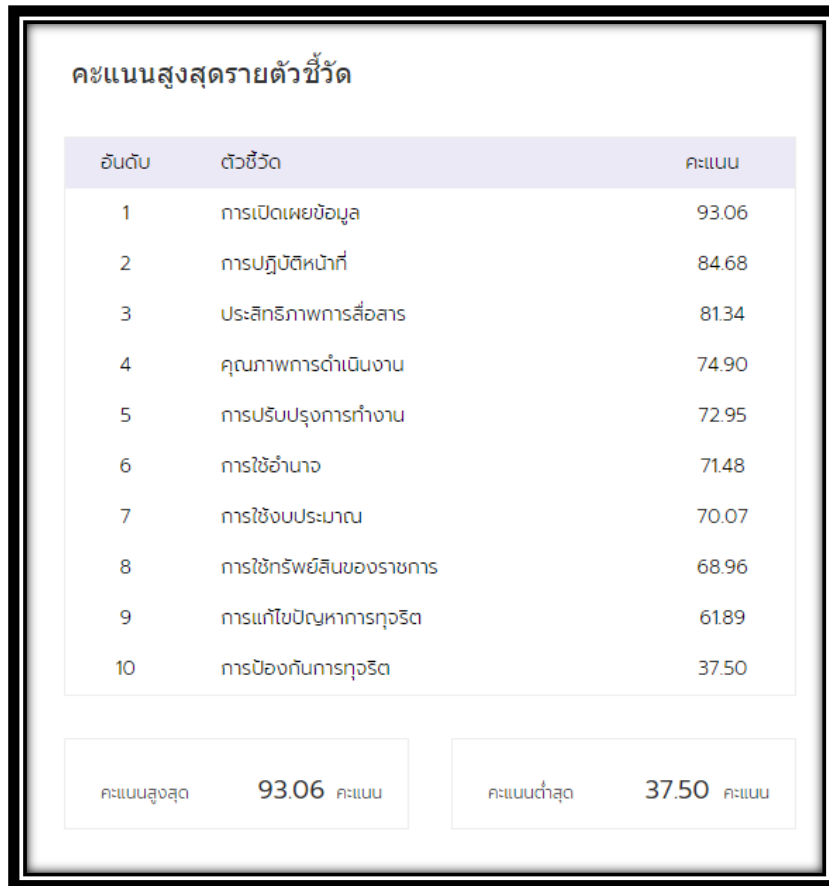 คะแนนสูงสุดรายตัวชี้วัด
อันดับ ตัวชี้วัด คะแนน
1 การเปิดเผยข้อมูล 93.06
2 การปฏิบัติหน้าที่ 84.68
3 ประสิทธิภาพการสื่อสาร 81.34
4 คุณภาพการดำเนินงาน 74.90
5 การปรับปรุงการทำงาน 72.95
6 การใช้อำนาจ 71.48
7 การใช้งบประมาณ 70.07
8 การใช้ทรัพย์สินของราชการ 68.96
9 การแก้ไขปัญหาการทุจริต 61.89
10 การป้องกันการทุจริต 37.50
คะแนนสูงสุด 93.06 คะแนน คะแนนต่ำสุด 37.50 คะแนน